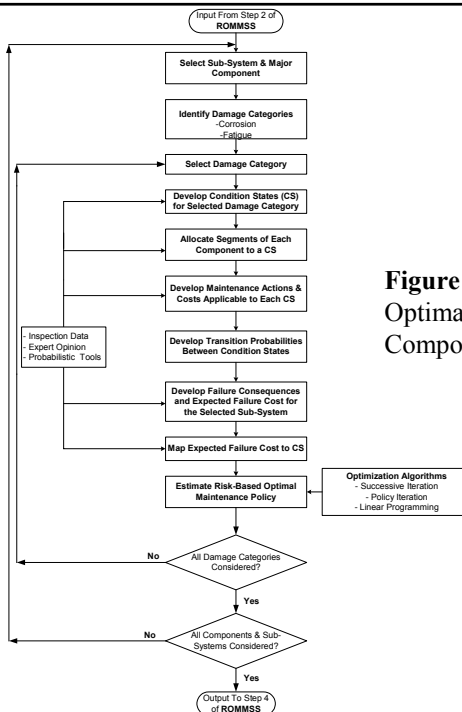 Input From Step 2 of
ROMMSS
Select Sub-System & Major
Component
Identify Damage Categories
-Corrosion
-Fatigue
Select Damage Category
Develop Condition States (CS)
for Selected Damage Category
Allocate Segments of Each
Component to a CS
Develop Maintenance Actions &
Costs Applicable to Each CS
- Inspection Data
- Expert Opinion
- Probabilistic Tools
Develop Transition Probabilities
Between Condition States
Develop Failure Consequences
and Expected Failure Cost for
the Selected Sub-System
Map Expected Failure Cost to CS
Estimate Risk-Based Optimal
Maintenance Policy
Optimization Algorithms
- Successive Iteration
- Policy Iteration
- Linear Programming
No
All Damage Categories
Considered?
Yes
No
All Components & Sub-
Systems Considered?
Yes
Output To Step 4
of ROMMSS
Figure
Optima
Compo